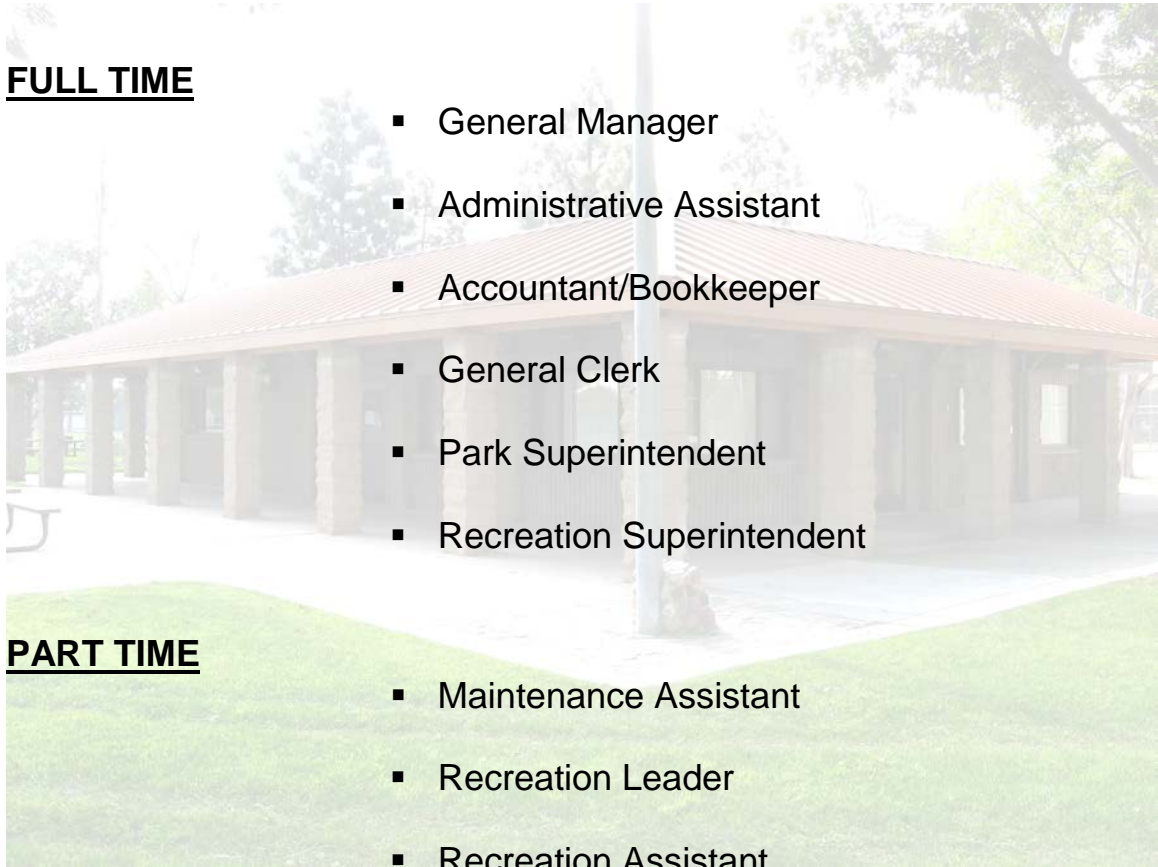 FULL TIME
▪ General Manager
▪ Administrative Assistant
▪ Accountant/Bookkeeper
▪ General Clerk
▪ Park Superintendent
▪ Recreation Superintendent
PART TIME
▪ Maintenance Assistant
▪ Recreation Leader
▪ Recreation Assistant